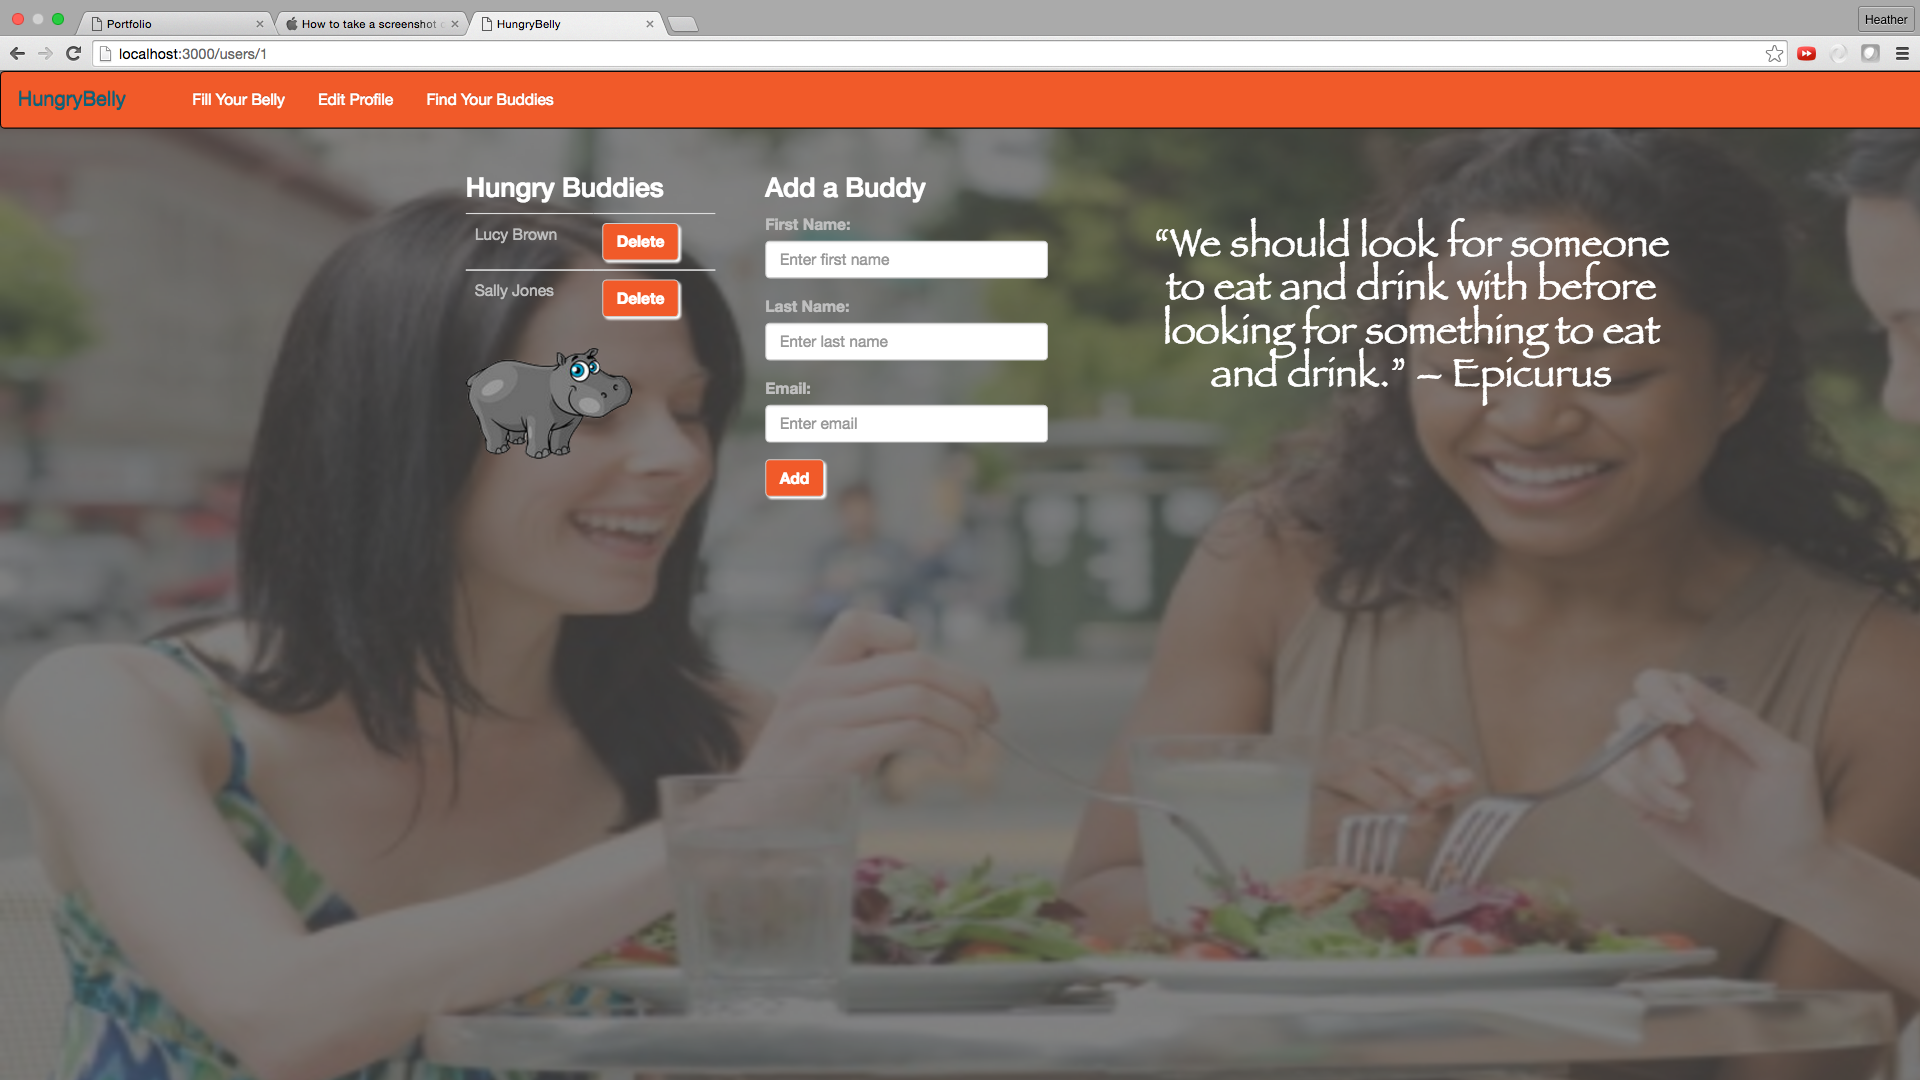 Portfolio
How to take a screenshot
HungryBelly
Heather
localhost:3000/users/1
HungryBelly
Fill Your Belly
Edit Profile
Find Your Buddies
Hungry Buddies
Lucy Brown
Delete
Sally Jones
Delete
Add a Buddy
First Name:
Enter first name
Last Name:
Enter last name
Email:
Enter email
Add
“We should look for someone
to eat and drink with before
looking for something to eat
and drink.” – Epicurus